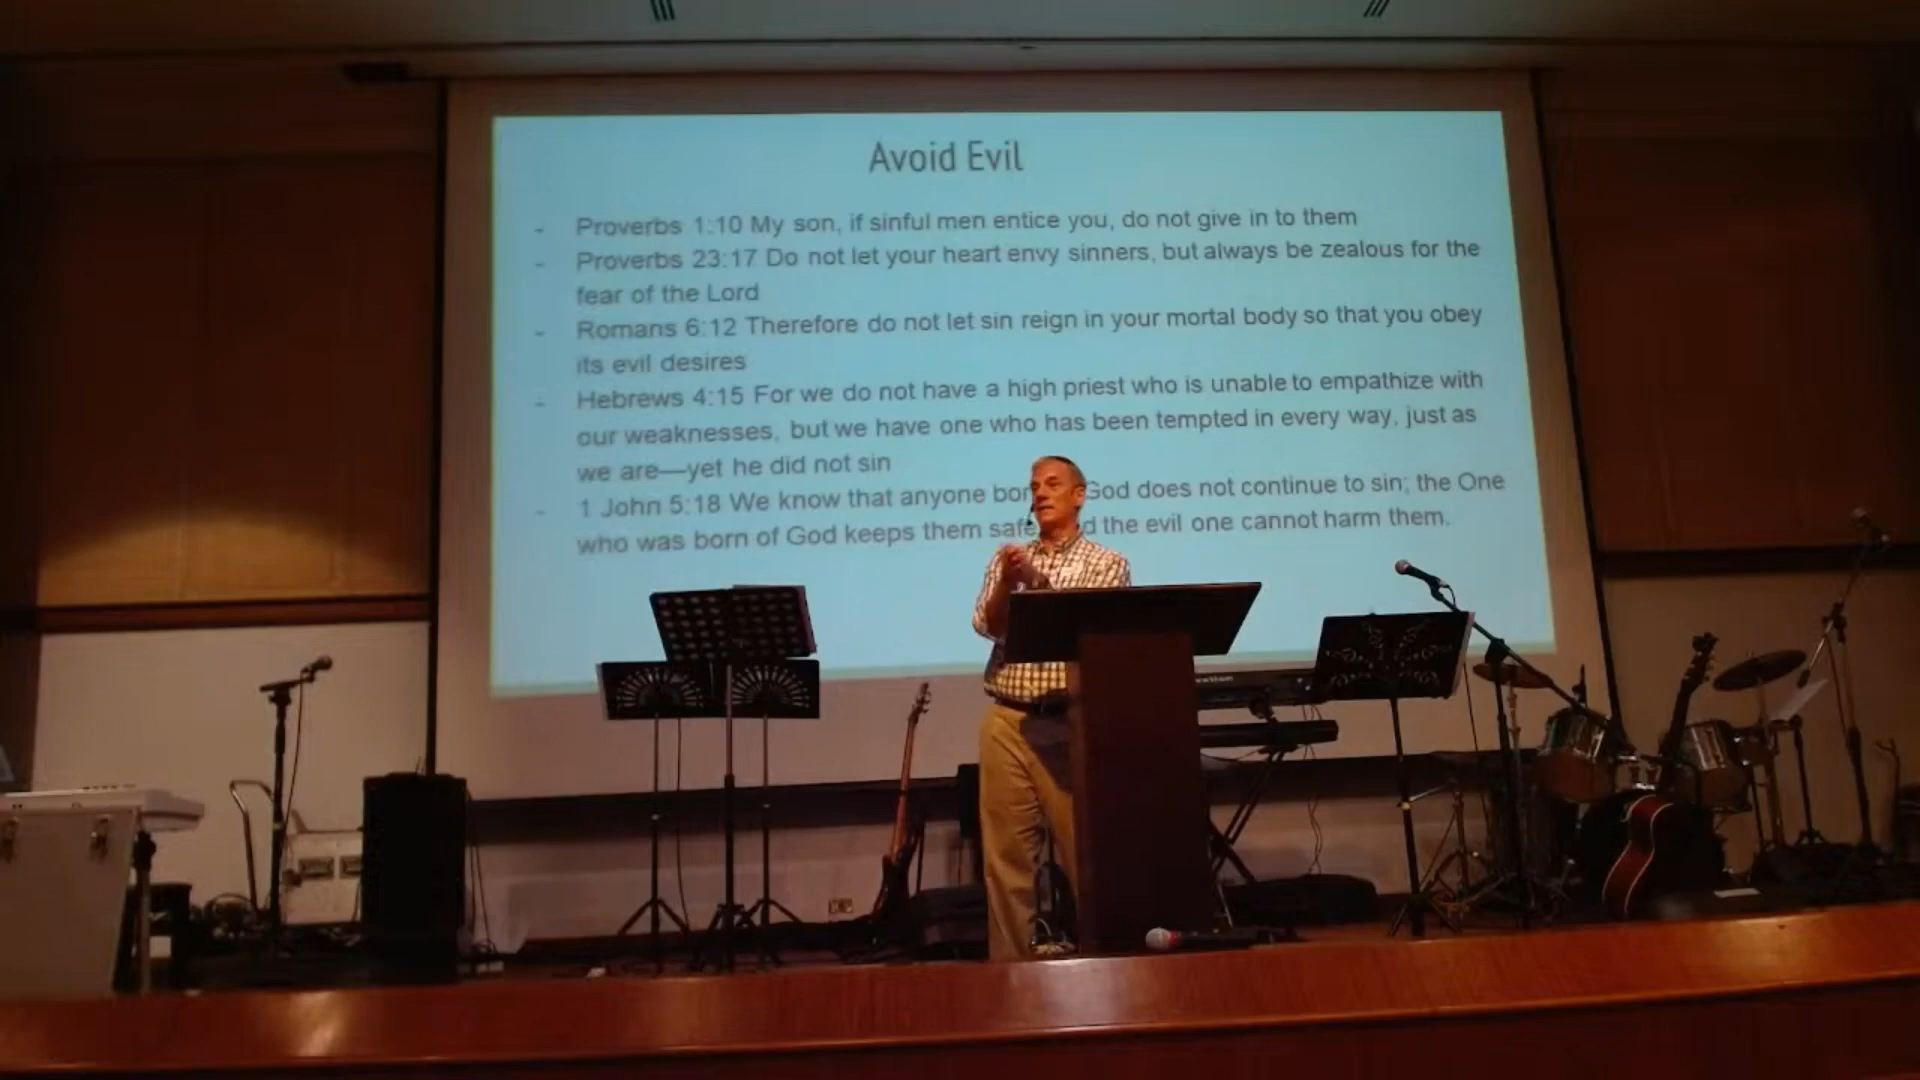 Avoid Evil
- Proverbs 1:10 My son, if sinful men entice you, do not give in to them
- Proverbs 23:17 Do not let your heart envy sinners, but always be zealous for the
fear of the Lord
- Romans 6:12 Therefore do not let sin reign in your mortal body so that you obey
its evil desires
- Hebrews 4:15 For we do not have a high priest who is unable to empathize with
our weaknesses, but we have one who has been tempted in every way, just as
we are—yet he did not sin
- 1 John 5:18 We know that anyone God does not continue to sin; the One
who was born of God keeps them safe the evil one cannot harm them.